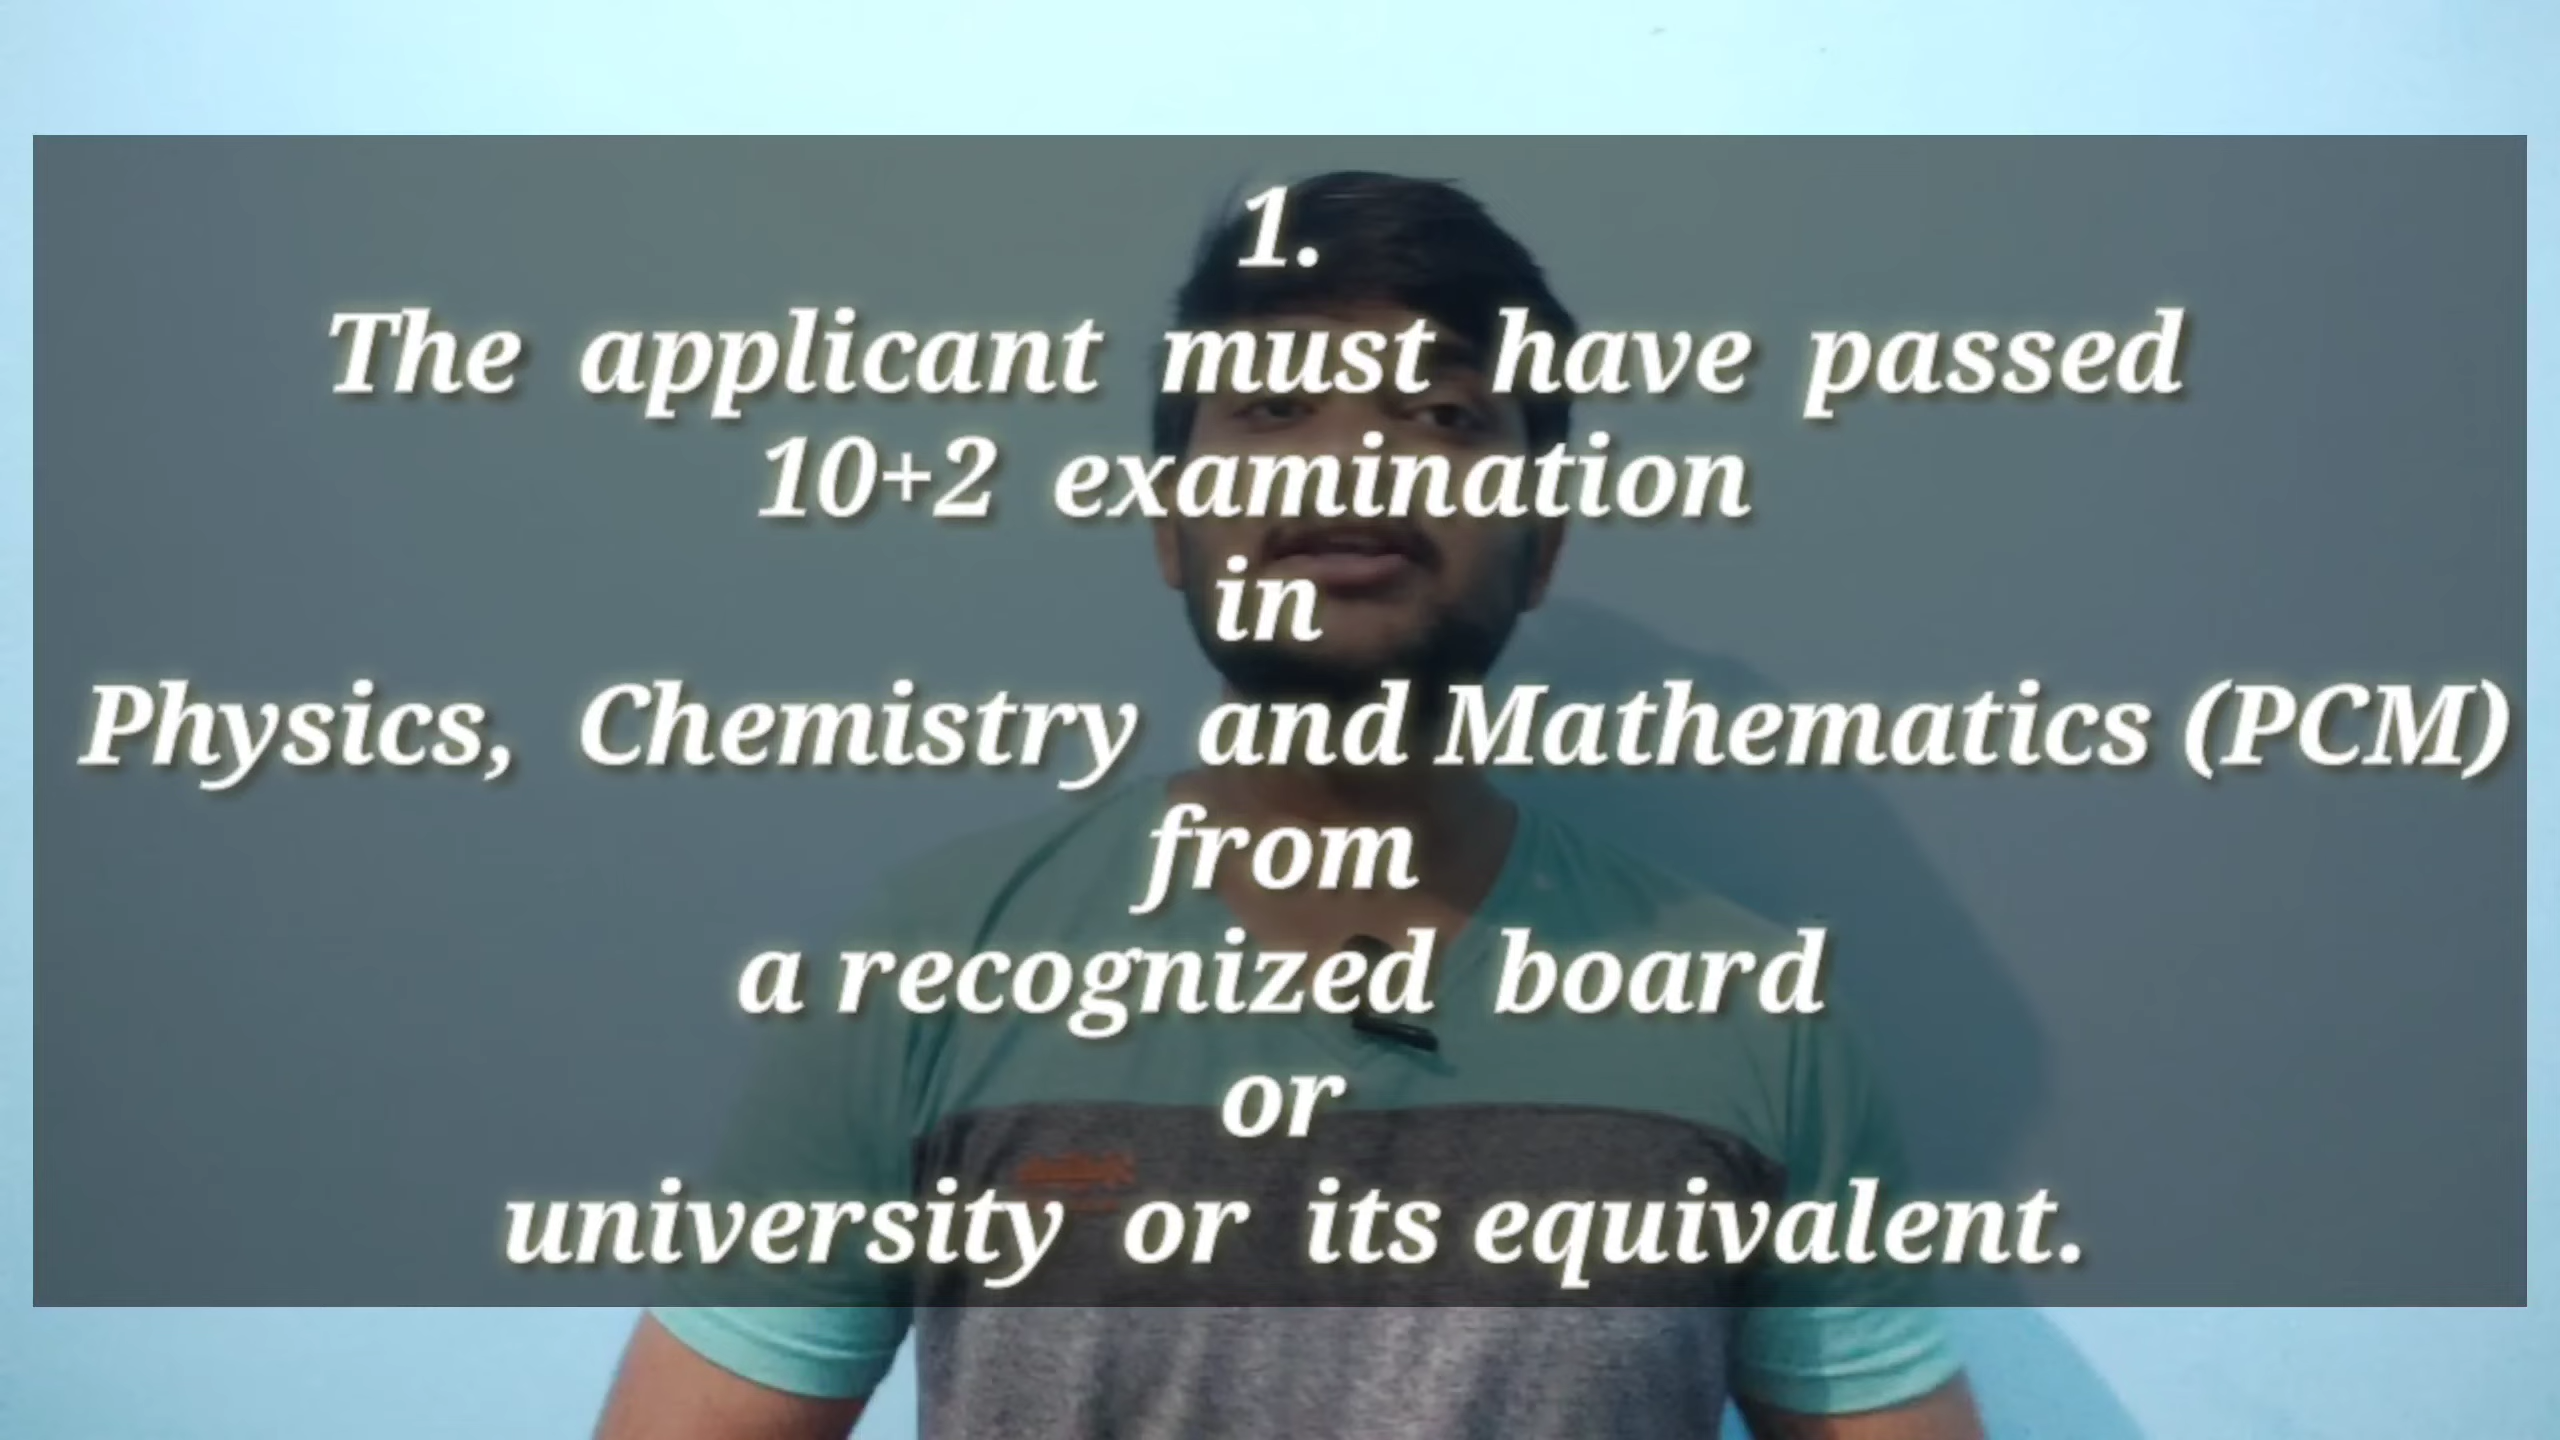 1.
The applicant must have passed
10+2 examination
in
Physics, Chemistry and Mathematics (PCM)
from
a recognized board
or
university or its equivalent.